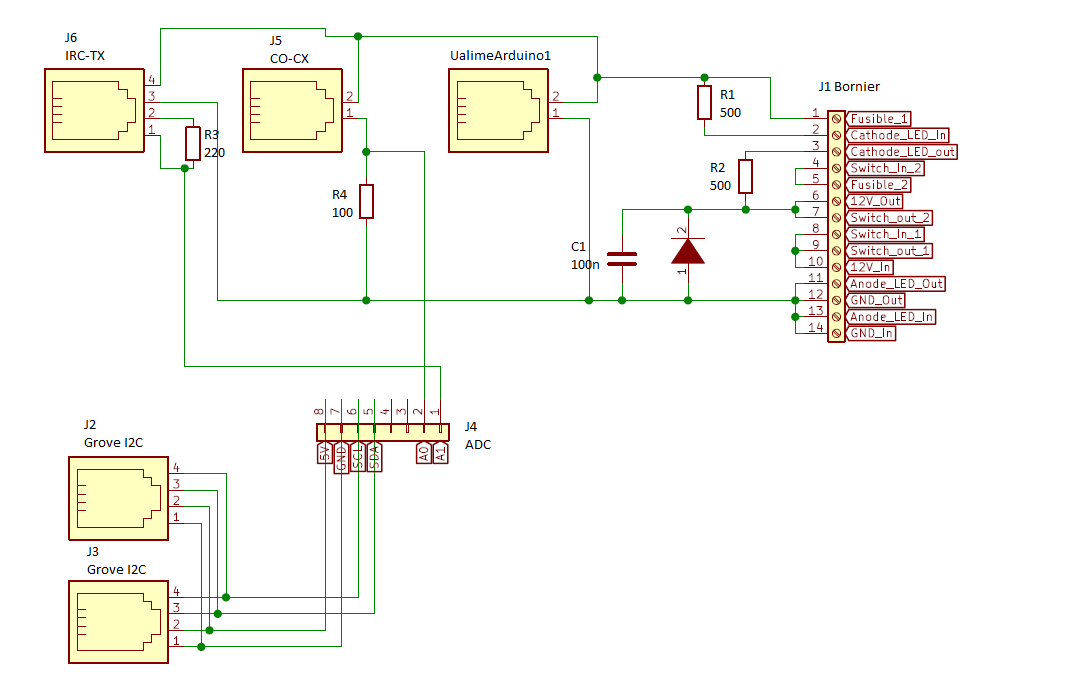 J6
IRC-TX
4
3
2
1
R3
220
J5
CO-CX
2
1
R4
100
UalimeArduino1
2
1
R1
500
R2
500
C1
100n
2
1
J1 Bornier
1 Fusible_1
2 Cathode_LED_In
3 Cathode_LED_out
4 Switch_In_2
5 Fusible_2
6 12V_Out
7 Switch_out_2
8 Switch_In_1
9 Switch_out_1
10 12V_In
11 Anode_LED_Out
12 GND_Out
13 Anode_LED_In
14 GND_In
8 7 6 5 4 3 2 1
J4
ADC
5V GND SCL SDA A0 A1
J2
Grove I2C
4
3
2
1
J3
Grove I2C
4
3
2
1